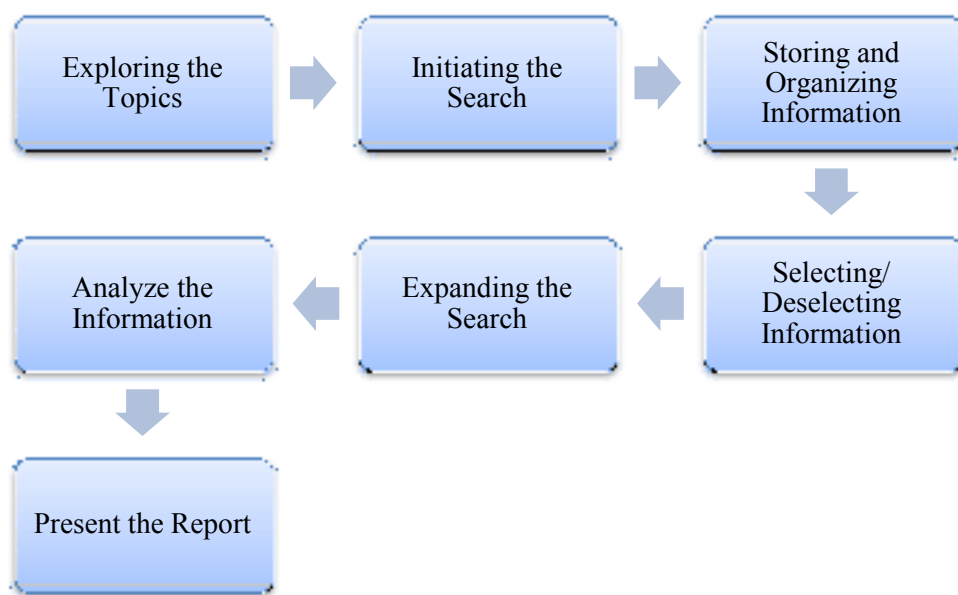 Exploring the
Topics
Initiating the
Search
Storing and
Organizing
Information
Selecting/
Deselecting
Information
Expanding the
Search
Analyze the
Information
Present the Report